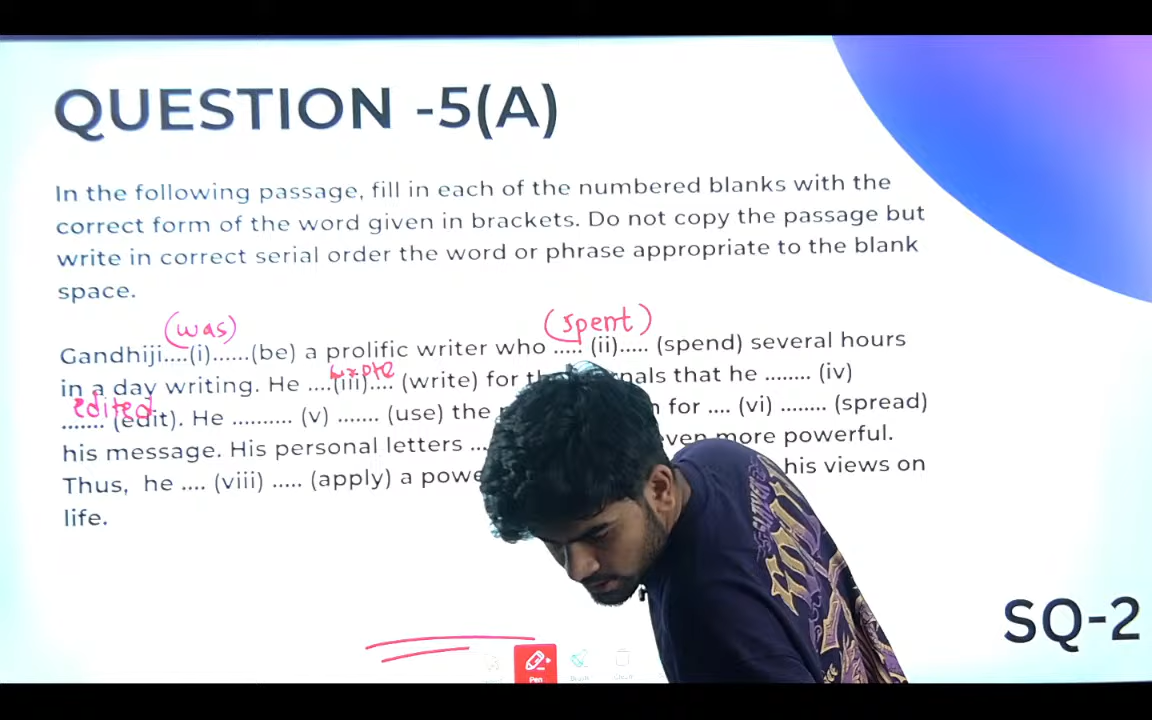 QUESTION -5(A)
In the following passage, fill in each of the numbered blanks with the
correct form of the word given in brackets. Do not copy the passage but
write in correct serial order the word or phrase appropriate to the blank
space.
(was) (spent)
Gandhiji....(i)......(be) a prolific writer who ..... (ii)..... (spend) several hours
in a day writing. He ....(iii).... (write) for that he ........ (iv)
edited
........ (edit). He .......... (v) ....... (use) the for .... (vi) ........ (spread)
his message. His personal letters ... even more powerful.
Thus, he .... (viii) ..... (apply) a his views on
life.
SQ-2
Pen